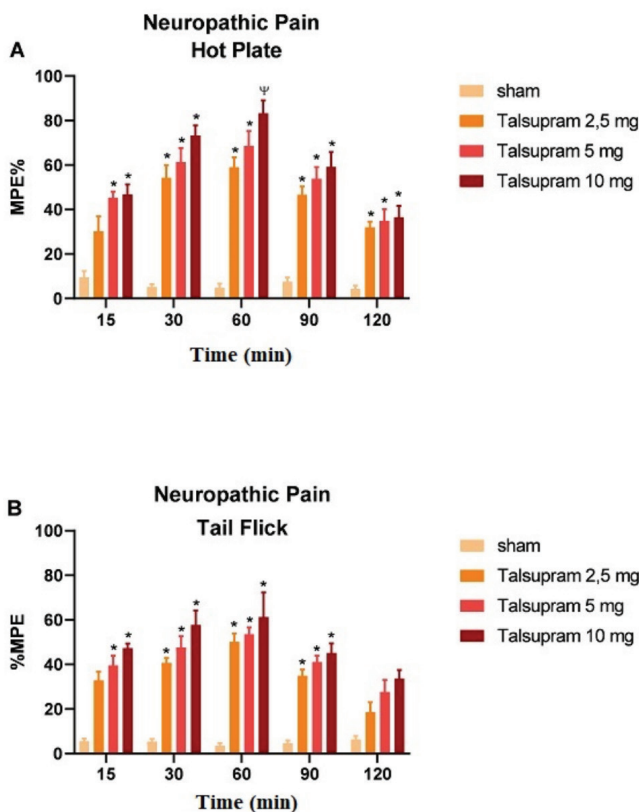 Neuropathic Pain
A
Hot Plate
100
80
60
40
20
0
MPE%
* *
* * *
* * Ψ
* * *
* * *
15 30 60 90 120
Time (min)
sham
Talsupram 2,5 mg
Talsupram 5 mg
Talsupram 10 mg
Neuropathic Pain
B
Tail Flick
100
80
60
40
20
0
%MPE
* *
* * *
* * *
* * *
15 30 60 90 120
Time (min)
sham
Talsupram 2,5 mg
Talsupram 5 mg
Talsupram 10 mg